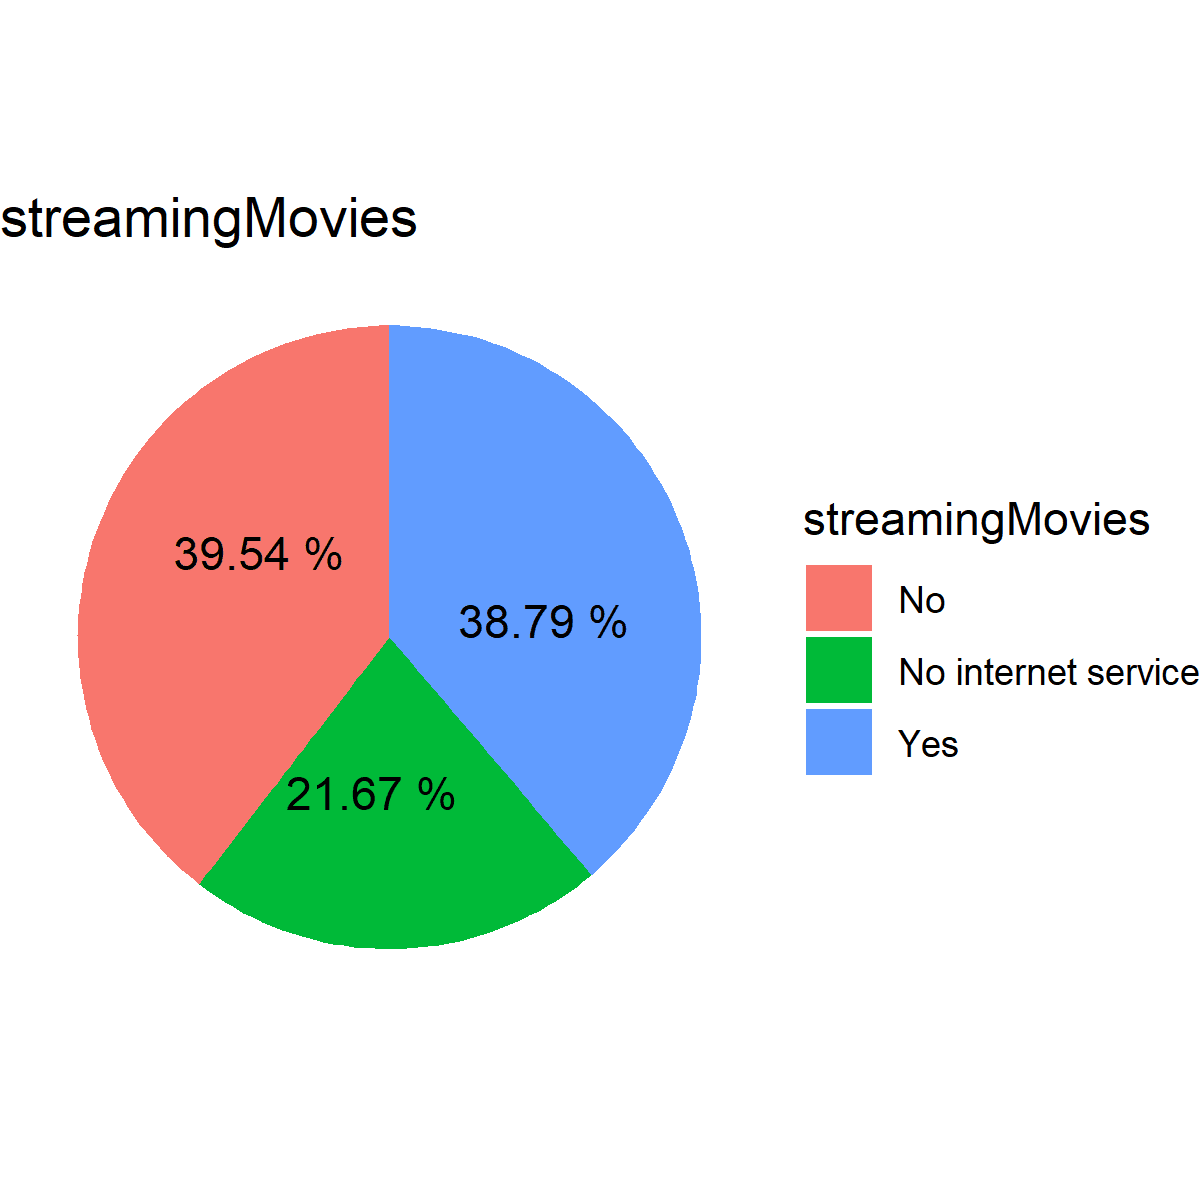 streamingMovies
39.54 %
38.79 %
21.67 %
streamingMovies
No
No internet service
Yes